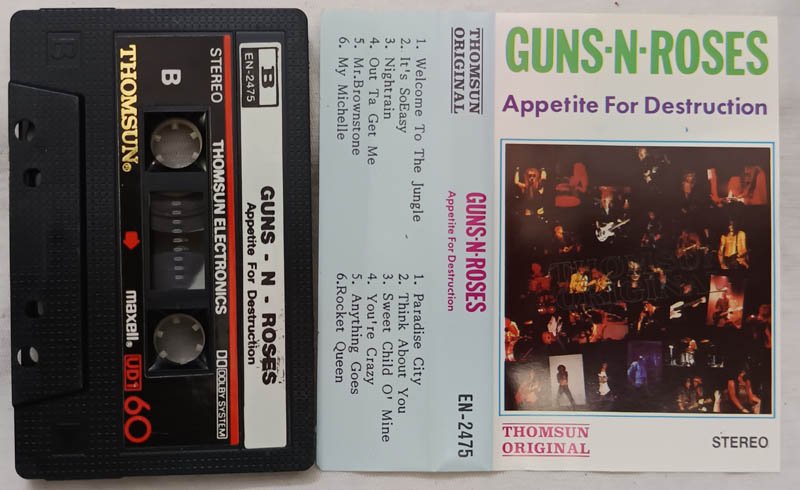 B
EN-2475
STEREO
B
THOMSUN®
THOMSUN ELECTRONICS
GUNS - N - ROSES
Appetite For Destruction
maxell®
UD1 60
DOLBY SYSTEM
THOMSUN
ORIGINAL
1. Welcome To The Jungle -
2. It's SoEasy
3. Nightrain
4. Out Ta Get Me
5. Mr.Brownstone
6. My Michelle
GUNS-N-ROSES
Appetite For Destruction
1. Paradise City
2. Think About You
3. Sweet Child O' Mine
4. You're Crazy
5. Anything Goes
6.Rocket Queen
EN-2475
GUNS-N-ROSES
Appetite For Destruction
THOMSUN
ORIGINAL
THOMSUN
ORIGINAL
STEREO